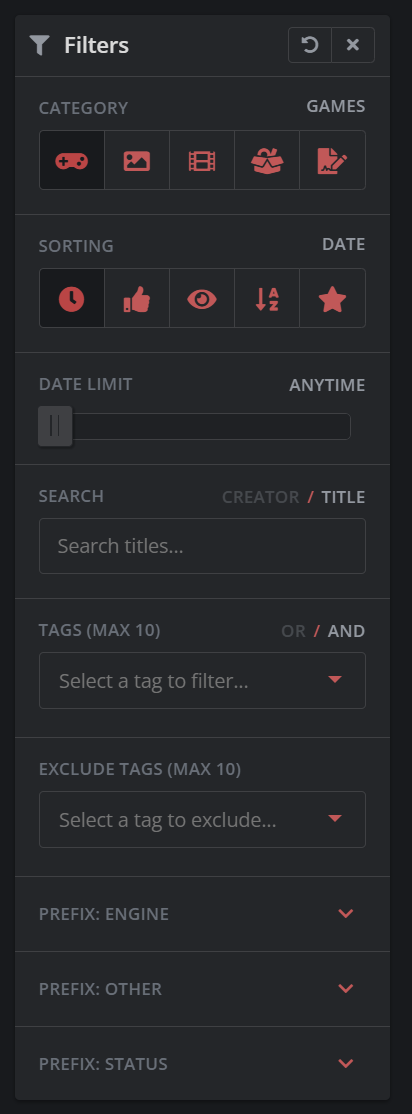 Filters
CATEGORY GAMES
SORTING DATE
A
Z
DATE LIMIT ANYTIME
SEARCH CREATOR / TITLE
Search titles...
TAGS (MAX 10) OR / AND
Select a tag to filter...
EXCLUDE TAGS (MAX 10)
Select a tag to exclude...
PREFIX: ENGINE
PREFIX: OTHER
PREFIX: STATUS